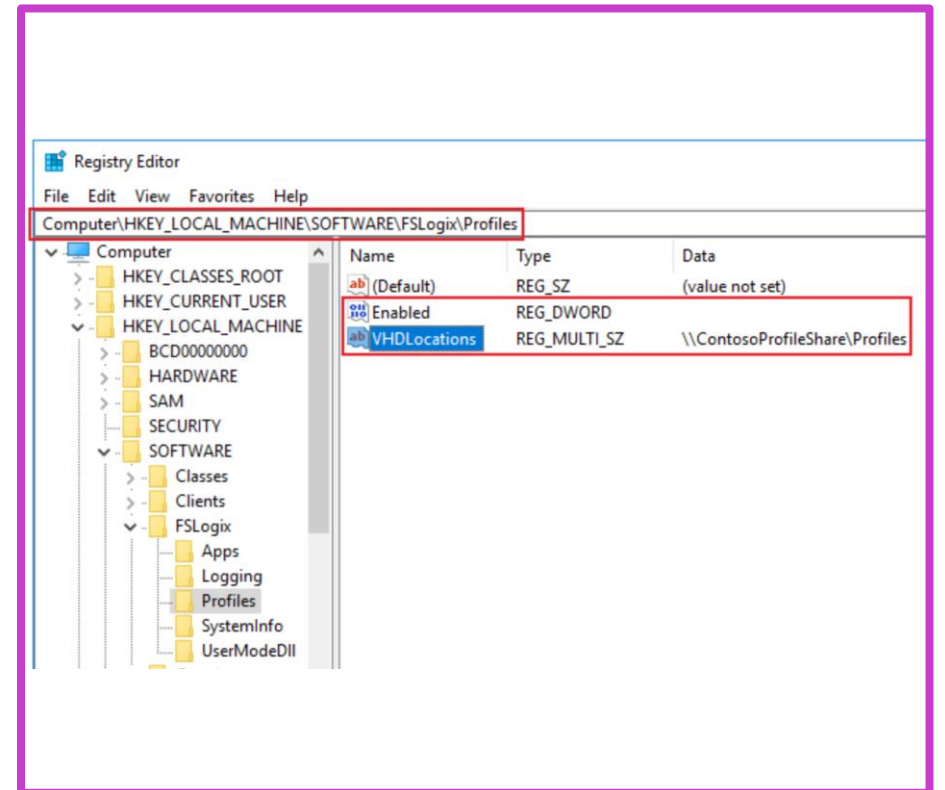 Registry Editor
File Edit View Favorites Help
Computer\HKEY_LOCAL_MACHINE\SOFTWARE\FSLogix\Profiles
Computer
HKEY_CLASSES_ROOT
HKEY_CURRENT_USER
HKEY_LOCAL_MACHINE
BCD00000000
HARDWARE
SAM
SECURITY
SOFTWARE
Classes
Clients
FSLogix
Apps
Logging
Profiles
SystemInfo
UserModeDll
Name Type Data
ab (Default) REG_SZ (value not set)
Enabled REG_DWORD
ab VHDLocations REG_MULTI_SZ \\ContosoProfileShare\Profiles